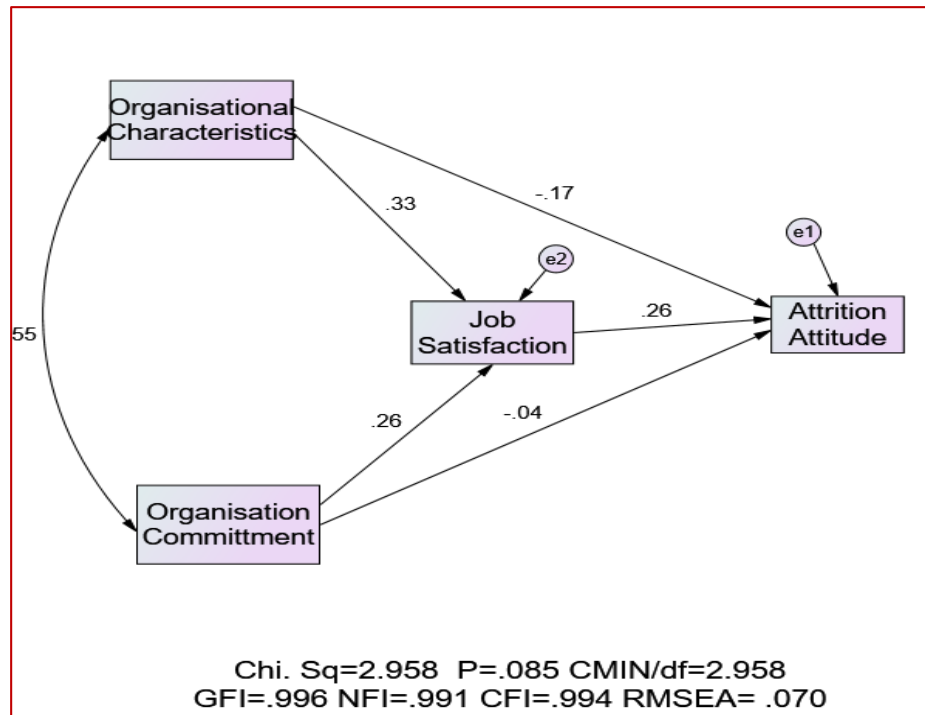 Organisational
Characteristics
-.17
.33
e1
e2
55
Job
Satisfaction
.26
Attrition
Attitude
.26
-.04
Organisation
Committment
Chi. Sq=2.958 P=.085 CMIN/df=2.958
GFI=.996 NFI=.991 CFI=.994 RMSEA= .070